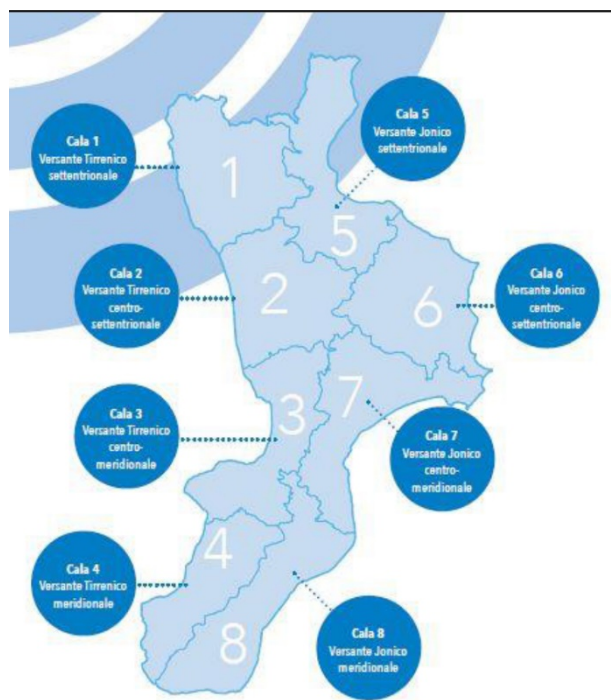 Cala 1
Versante Tirrenico
settentrionale
1
Cala 5
Versante Jonico
settentrionale
5
Cala 2
Versante Tirrenico
centro-
settentrionale
2
Cala 6
Versante Jonico
centro-
settentrionale
6
Cala 3
Versante Tirrenico
centro-
meridionale
3
7
Cala 7
Versante Jonico
centro-
meridionale
Cala 4
Versante Tirrenico
meridionale
4
8
Cala 8
Versante Jonico
meridionale